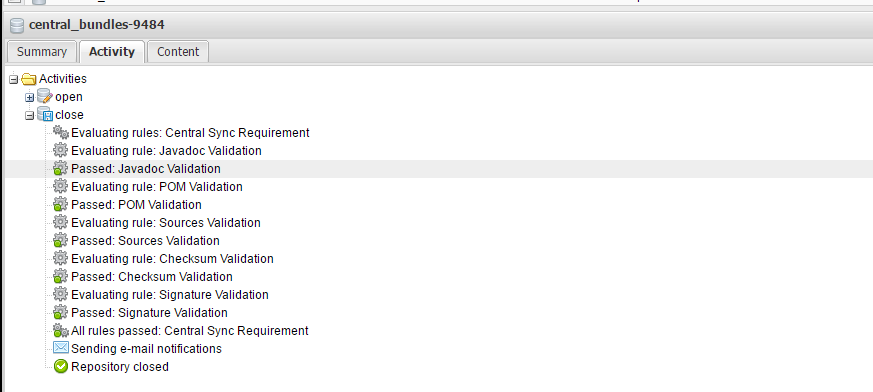 central_bundles-9484
Summary Activity Content
Activities
open
close
Evaluating rules: Central Sync Requirement
Evaluating rule: Javadoc Validation
Passed: Javadoc Validation
Evaluating rule: POM Validation
Passed: POM Validation
Evaluating rule: Sources Validation
Passed: Sources Validation
Evaluating rule: Checksum Validation
Passed: Checksum Validation
Evaluating rule: Signature Validation
Passed: Signature Validation
All rules passed: Central Sync Requirement
Sending e-mail notifications
Repository closed